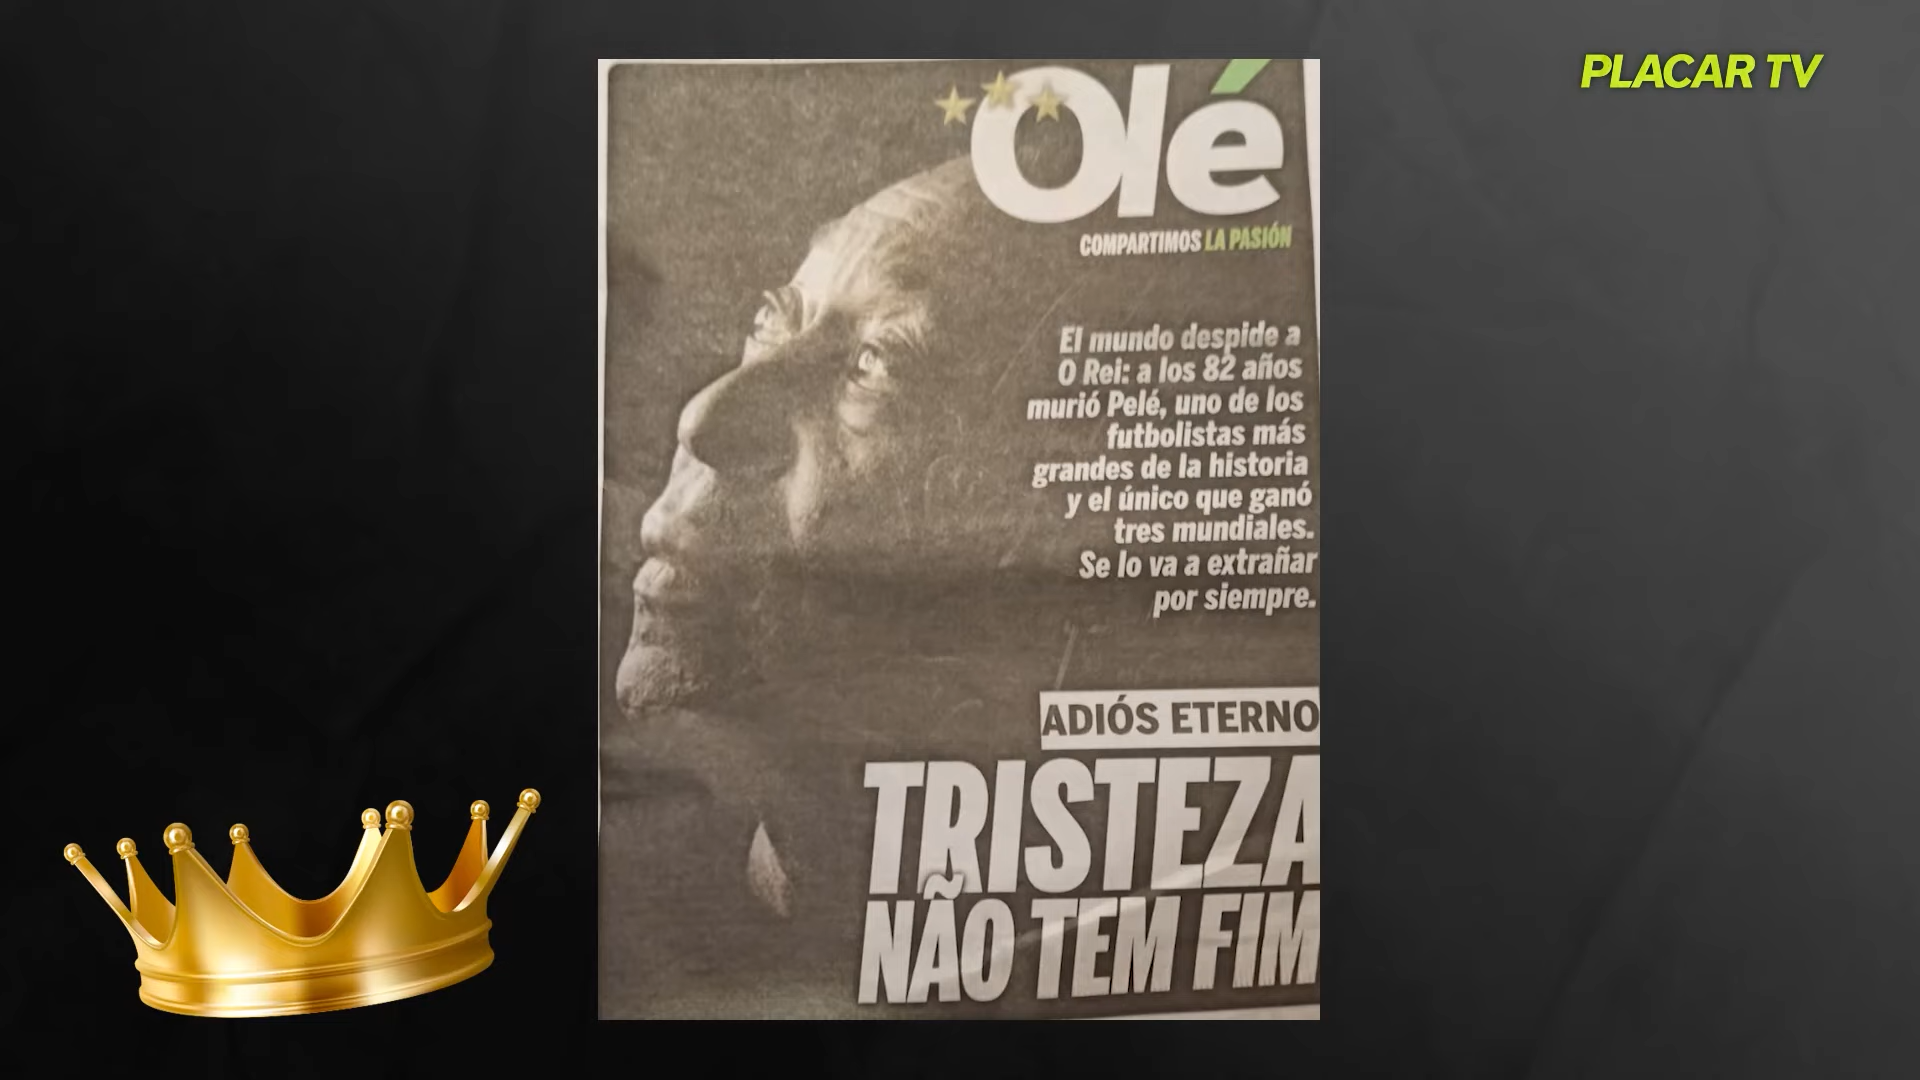 PLACAR TV
Olé
COMPARTIMOS LA PASIÓN
El mundo despide a
O Rei: a los 82 años
murió Pelé, uno de los
futbolistas más
grandes de la historia
y el único que ganó
tres mundiales.
Se lo va a extrañar
por siempre.
ADIÓS ETERNO
TRISTEZA
NÃO TEM FIM